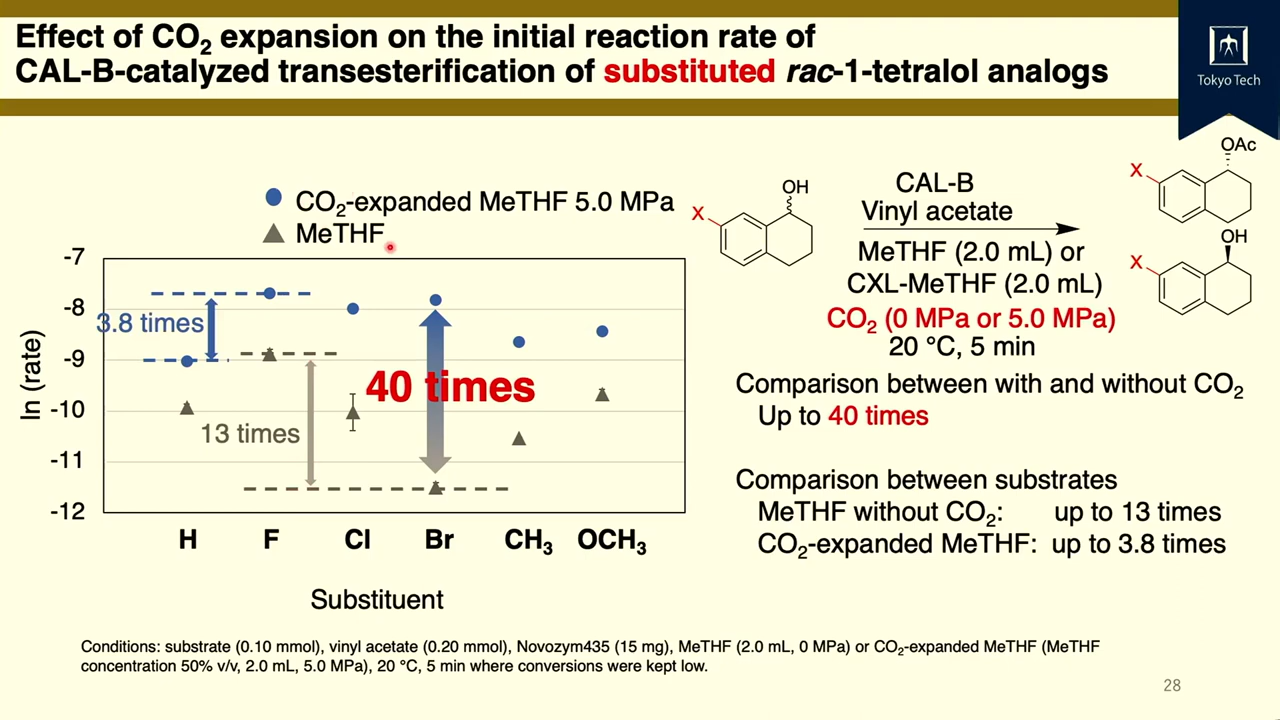 Effect of CO₂ expansion on the initial reaction rate of
CAL-B-catalyzed transesterification of substituted rac-1-tetralol analogs
Tokyo Tech
CO₂-expanded MeTHF 5.0 MPa
MeTHF
ln (rate)
-7
-8
-9
-10
-11
-12
3.8 times
13 times
40 times
H F Cl Br CH₃ OCH₃
Substituent
X
OH
CAL-B
Vinyl acetate
MeTHF (2.0 mL) or
CXL-MeTHF (2.0 mL)
CO₂ (0 MPa or 5.0 MPa)
20 °C, 5 min
OAc
X
OH
X
Comparison between with and without CO₂
Up to 40 times
Comparison between substrates
MeTHF without CO₂: up to 13 times
CO₂-expanded MeTHF: up to 3.8 times
Conditions: substrate (0.10 mmol), vinyl acetate (0.20 mmol), Novozym435 (15 mg), MeTHF (2.0 mL, 0 MPa) or CO₂-expanded MeTHF (MeTHF
concentration 50% v/v, 2.0 mL, 5.0 MPa), 20 °C, 5 min where conversions were kept low.
28